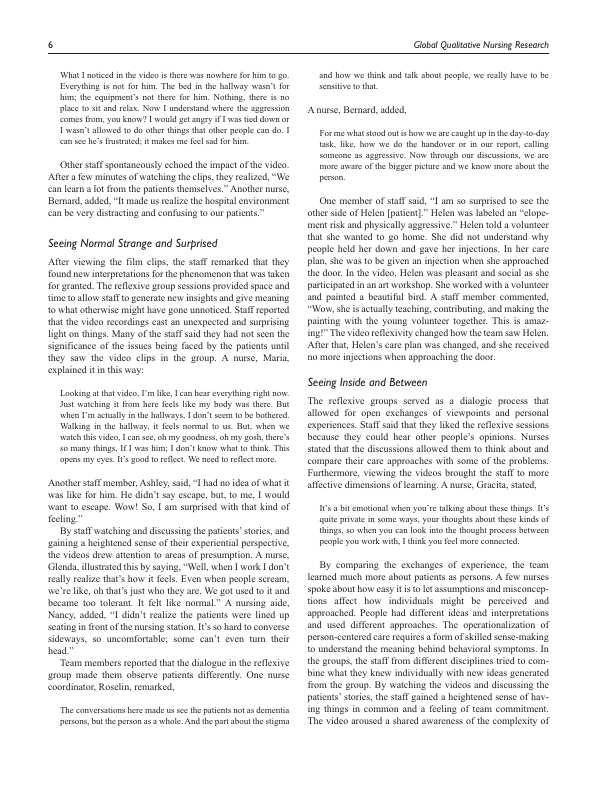 6
Global Qualitative Nursing Research
What I noticed in the video is there was nowhere for him to go.
Everything is not for him. The bed in the hallway wasn't for
him; the equipment's not there for him. Nothing, there is no
place to sit and relax. Now I understand where the aggression
comes from, you know? I would get angry if I was tied down or
I wasn't allowed to do other things that other people can do. I
can see he's frustrated; it makes me feel sad for him.
Other staff spontaneously echoed the impact of the video.
After a few minutes of watching the clips, they realized, “We
can learn a lot from the patients themselves.” Another nurse,
Bernard, added, “It made us realize the hospital environment
can be very distracting and confusing to our patients.”
Seeing Normal Strange and Surprised
After viewing the film clips, the staff remarked that they
found new interpretations for the phenomenon that was taken
for granted. The reflexive group sessions provided space and
time to allow staff to generate new insights and give meaning
to what otherwise might have gone unnoticed. Staff reported
that the video recordings cast an unexpected and surprising
light on things. Many of the staff said they had not seen the
significance of the issues being faced by the patients until
they saw the video clips in the group. A nurse, Maria,
explained it in this way:
Looking at that video, I'm like, I can hear everything right now.
Just watching it from here feels like my body was there. But
when I'm actually in the hallways, I don't seem to be bothered.
Walking in the hallway, it feels normal to us. But, when we
watch this video, I can see, oh my goodness, oh my gosh, there's
so many things, If I was him; I don't know what to think. This
opens my eyes. It's good to reflect. We need to reflect more.
Another staff member, Ashley, said, “I had no idea of what it
was like for him. He didn't say escape, but, to me, I would
want to escape. Wow! So, I am surprised with that kind of
feeling.”
By staff watching and discussing the patients' stories, and
gaining a heightened sense of their experiential perspective,
the videos drew attention to areas of presumption. A nurse,
Glenda, illustrated this by saying, “Well, when I work I don't
really realize that's how it feels. Even when people scream,
we're like, oh that's just who they are. We got used to it and
became too tolerant. It felt like normal.” A nursing aide,
Nancy, added, “I didn't realize the patients were lined up
seating in front of the nursing station. It's so hard to converse
sideways, so uncomfortable; some can't even turn their
head.”
Team members reported that the dialogue in the reflexive
group made them observe patients differently. One nurse
coordinator, Roselin, remarked,
The conversations here made us see the patients not as dementia
persons, but the person as a whole. And the part about the stigma
and how we think and talk about people, we really have to be
sensitive to that.
A nurse, Bernard, added,
For me what stood out is how we are caught up in the day-to-day
task, like, how we do the handover or in our report, calling
someone as aggressive. Now through our discussions, we are
more aware of the bigger picture and we know more about the
person.
One member of staff said, “I am so surprised to see the
other side of Helen [patient].” Helen was labeled an “elope-
ment risk and physically aggressive.” Helen told a volunteer
that she wanted to go home. She did not understand why
people held her down and gave her injections. In her care
plan, she was to be given an injection when she approached
the door. In the video, Helen was pleasant and social as she
participated in an art workshop. She worked with a volunteer
and painted a beautiful bird. A staff member commented,
“Wow, she is actually teaching, contributing, and making the
painting with the young volunteer together. This is amaz-
ing!” The video reflexivity changed how the team saw Helen.
After that, Helen's care plan was changed, and she received
no more injections when approaching the door.
Seeing Inside and Between
The reflexive groups served as a dialogic process that
allowed for open exchanges of viewpoints and personal
experiences. Staff said that they liked the reflexive sessions
because they could hear other people's opinions. Nurses
stated that the discussions allowed them to think about and
compare their care approaches with some of the problems.
Furthermore, viewing the videos brought the staff to more
affective dimensions of learning. A nurse, Gracita, stated,
It's a bit emotional when you're talking about these things. It's
quite private in some ways, your thoughts about these kinds of
things, so when you can look into the thought process between
people you work with, I think you feel more connected.
By comparing the exchanges of experience, the team
learned much more about patients as persons. A few nurses
spoke about how easy it is to let assumptions and misconcep-
tions affect how individuals might be perceived and
approached. People had different ideas and interpretations
and used different approaches. The operationalization of
person-centered care requires a form of skilled sense-making
to understand the meaning behind behavioral symptoms. In
the groups, the staff from different disciplines tried to com-
bine what they knew individually with new ideas generated
from the group. By watching the videos and discussing the
patients' stories, the staff gained a heightened sense of hav-
ing things in common and a feeling of team commitment.
The video aroused a shared awareness of the complexity of